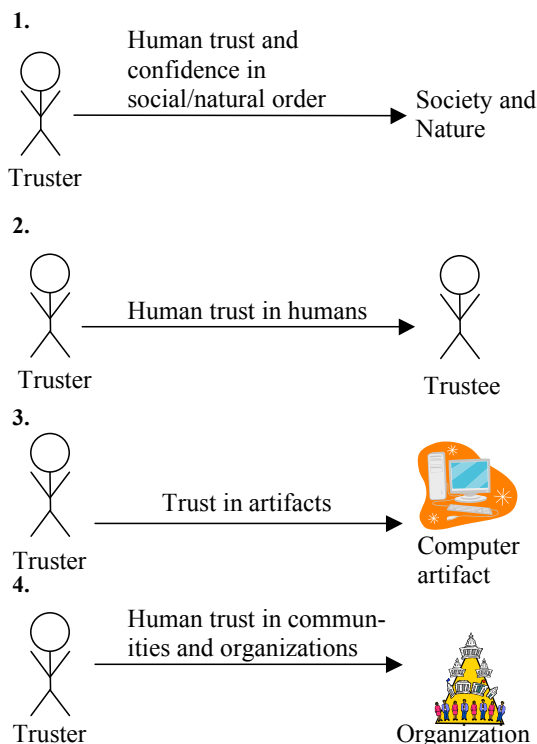 1.
Human trust and
confidence in
social/natural order
Society and
Nature
Truster
2.
Human trust in humans
Truster
Trustee
3.
Trust in artifacts
Truster
Computer
artifact
4.
Human trust in commun-
ities and organizations
Truster
Organization